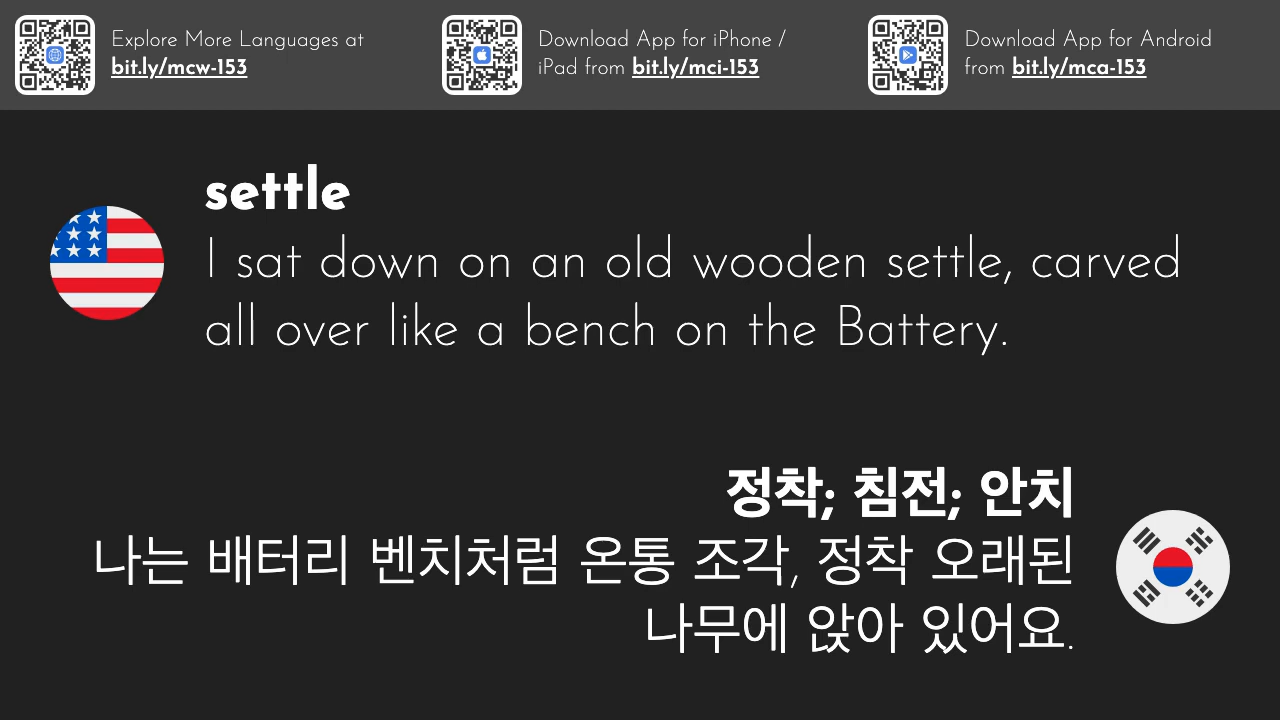 Explore More Languages at
bit.ly/mcw-153
Download App for iPhone /
iPad from bit.ly/mci-153
Download App for Android
from bit.ly/mca-153
settle
I sat down on an old wooden settle, carved
all over like a bench on the Battery.
정착; 침전; 안치
나는 배터리 벤치처럼 온통 조각, 정착 오래된
나무에 앉아 있어요.